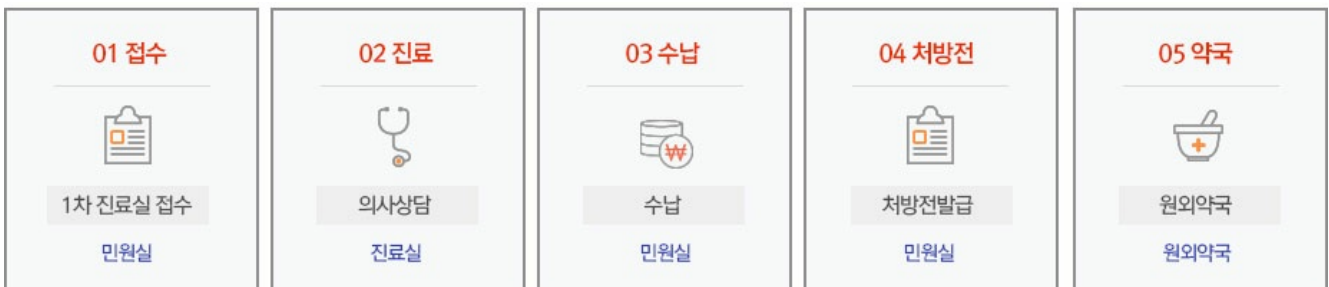 01 접수
1차 진료실 접수
민원실
02 진료
의사상담
진료실
03 수납
₩
수납
민원실
04 처방전
처방전발급
민원실
05 약국
원외약국
원외약국